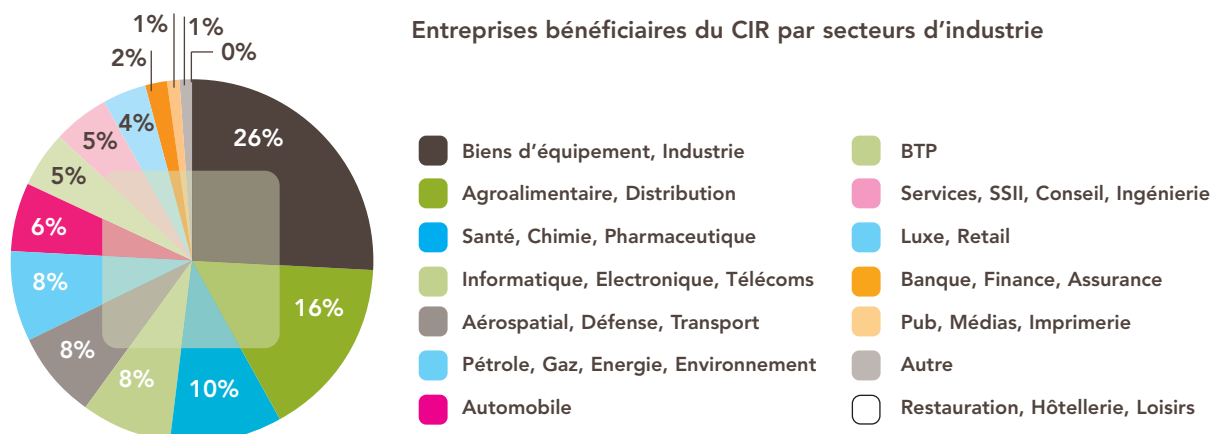 Entreprises bénéficiaires du CIR par secteurs d’industrie
1%
1%
0%
2%
4%
26%
5%
5%
6%
8%
16%
8%
8%
10%
Biens d’équipement, Industrie
Agroalimentaire, Distribution
Santé, Chimie, Pharmaceutique
Informatique, Electronique, Télécoms
Aérospatial, Défense, Transport
Pétrole, Gaz, Energie, Environnement
Automobile
BTP
Services, SSII, Conseil, Ingénierie
Luxe, Retail
Banque, Finance, Assurance
Pub, Médias, Imprimerie
Autre
Restauration, Hôtellerie, Loisirs